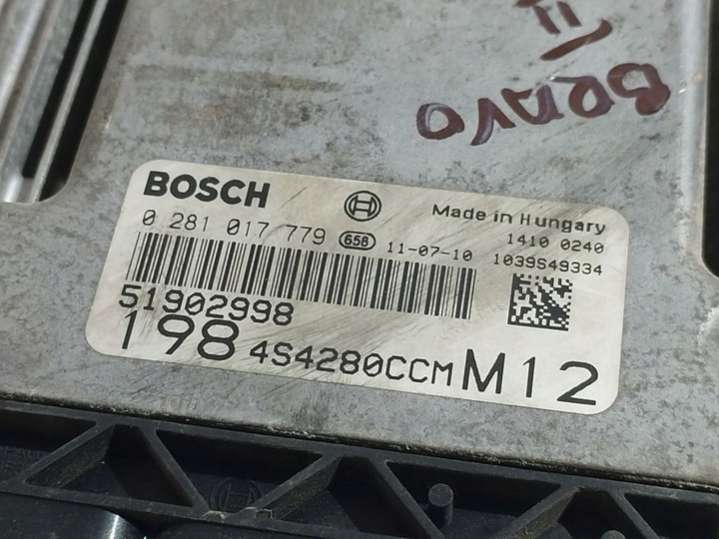 II
BRAVO
BOSCH
Made in Hungary
0 281 017 779 658 11-07-10
1410 0240
1039S49334
51902998
198 4S4280CCM M12